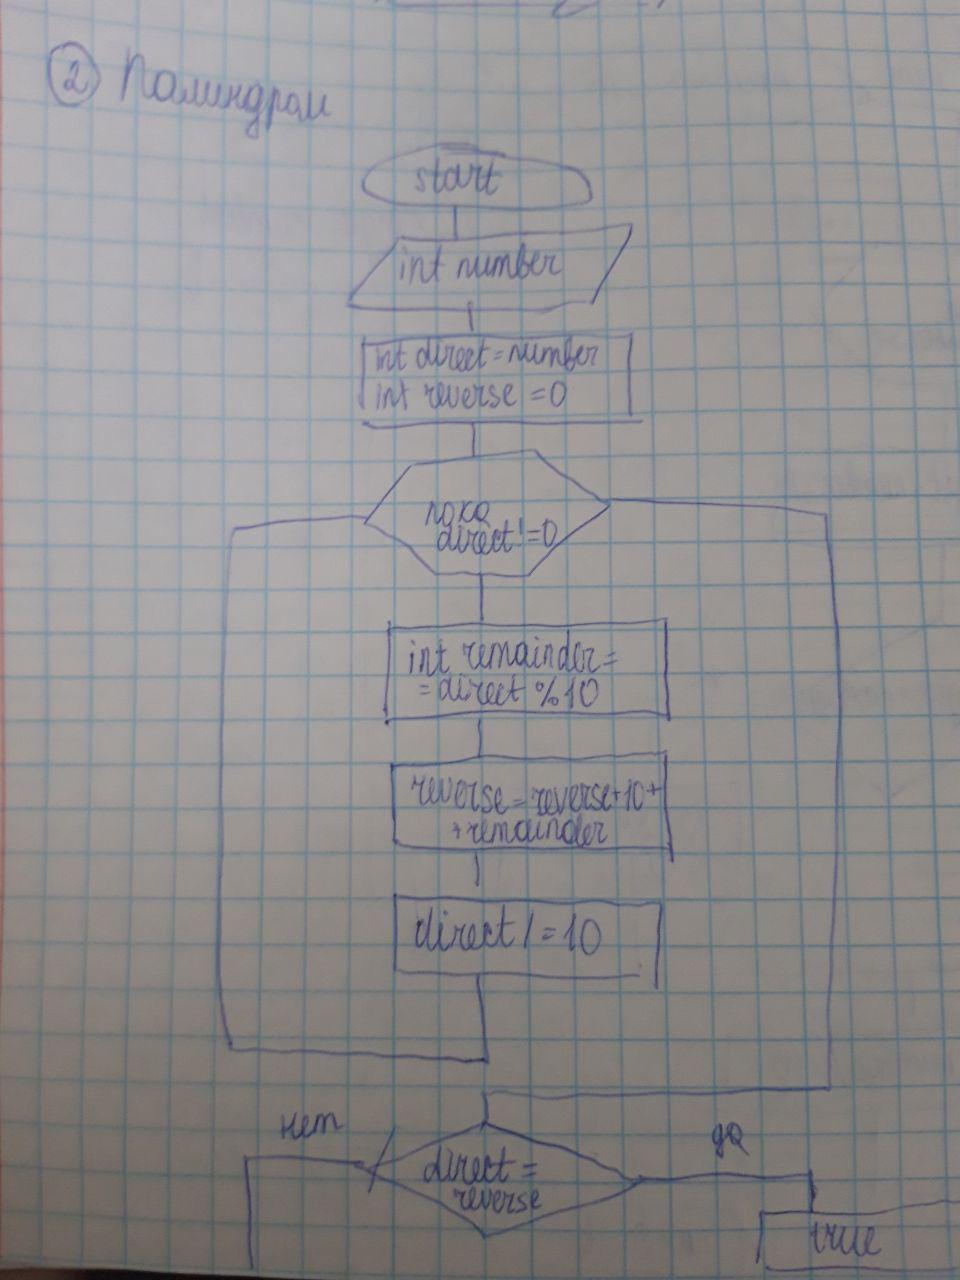 2 Палиндром
start
int number
int direct = number
int reverse = 0
пока
direct != 0
int remainder =
= direct % 10
reverse = reverse + 10 +
+ remainder
direct / = 10
нет
да
direct =
reverse
true